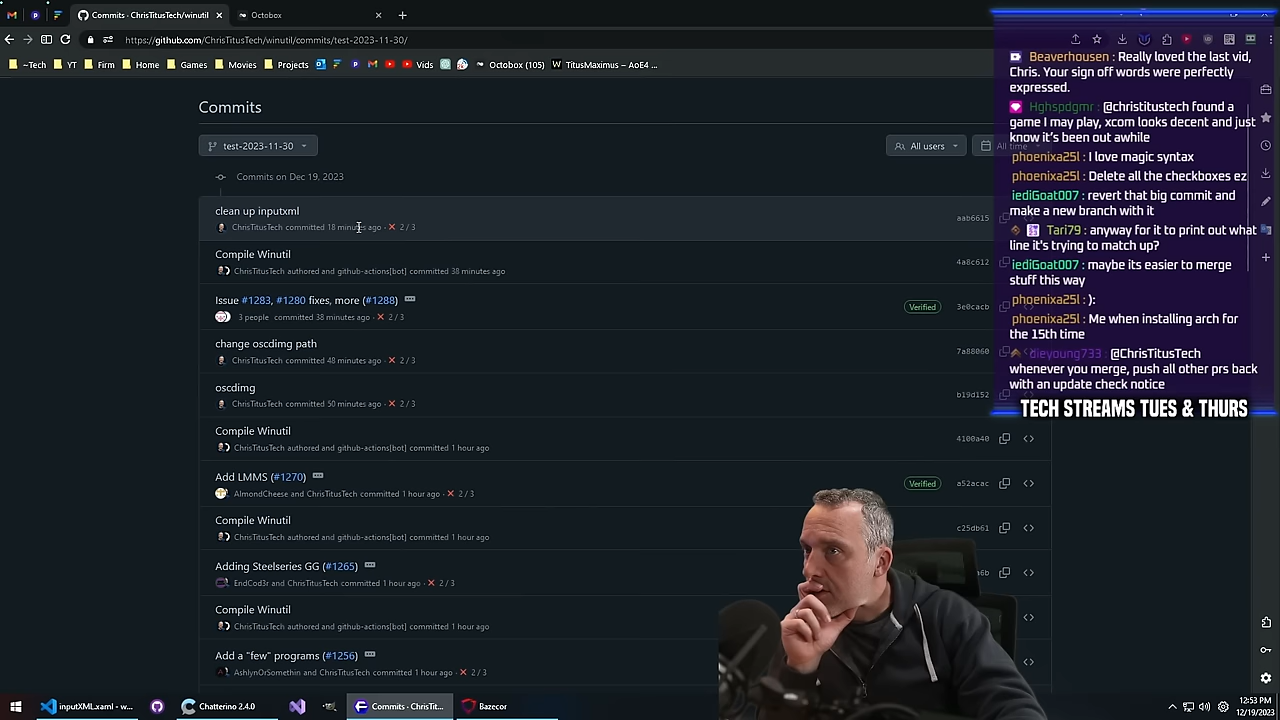 Commits · ChrisTitusTech/winutil
Octobox
https://github.com/ChrisTitusTech/winutil/commits/test-2023-11-30/
~Tech
YT
Firm
Home
Games
Movies
Projects
Vids
Octobox (105)
TitusMaximus – AoE4 ...
Commits
test-2023-11-30
All users
All time
Commits on Dec 19, 2023
clean up inputxml
ChrisTitusTech committed 18 minutes ago · 2 / 3
aab6615
Compile Winutil
ChrisTitusTech authored and github-actions[bot] committed 38 minutes ago
4a8c612
Issue #1283, #1280 fixes, more (#1288)
3 people committed 38 minutes ago · 2 / 3
Verified
3e0cacb
change oscdimg path
ChrisTitusTech committed 48 minutes ago · 2 / 3
7a88060
oscdimg
ChrisTitusTech committed 50 minutes ago · 2 / 3
b19d152
Compile Winutil
ChrisTitusTech authored and github-actions[bot] committed 1 hour ago
4100a40
Add LMMS (#1270)
AlmondCheese and ChrisTitusTech committed 1 hour ago · 2 / 3
Verified
a52acac
Compile Winutil
ChrisTitusTech authored and github-actions[bot] committed 1 hour ago
c25db61
Adding Steelseries GG (#1265)
EndCod3r and ChrisTitusTech committed 1 hour ago · 2 / 3
Compile Winutil
ChrisTitusTech authored and github-actions[bot] committed 1 hour ago
Add a "few" programs (#1256)
AshlynOrSomethin and ChrisTitusTech committed 1 hour ago · 2 / 3
Beaverhousen : Really loved the last vid,
Chris. Your sign off words were perfectly
expressed.
Hghspdgmr : @christitustech found a
game I may play, xcom looks decent and just
know it's been out awhile
phoenixa25l : I love magic syntax
phoenixa25l : Delete all the checkboxes ez
iediGoat007 : revert that big commit and
make a new branch with it
Tari79 : anyway for it to print out what
line it's trying to match up?
iediGoat007 : maybe its easier to merge
stuff this way
phoenixa25l : ):
phoenixa25l : Me when installing arch for
the 15th time
dieyoung733 : @ChrisTitusTech
whenever you merge, push all other prs back
with an update check notice
TECH STREAMS TUES & THURS
inputXML.xaml - w...
Chatterino 2.4.0
Commits · ChrisTit...
Bazecor
12:53 PM
12/19/2023